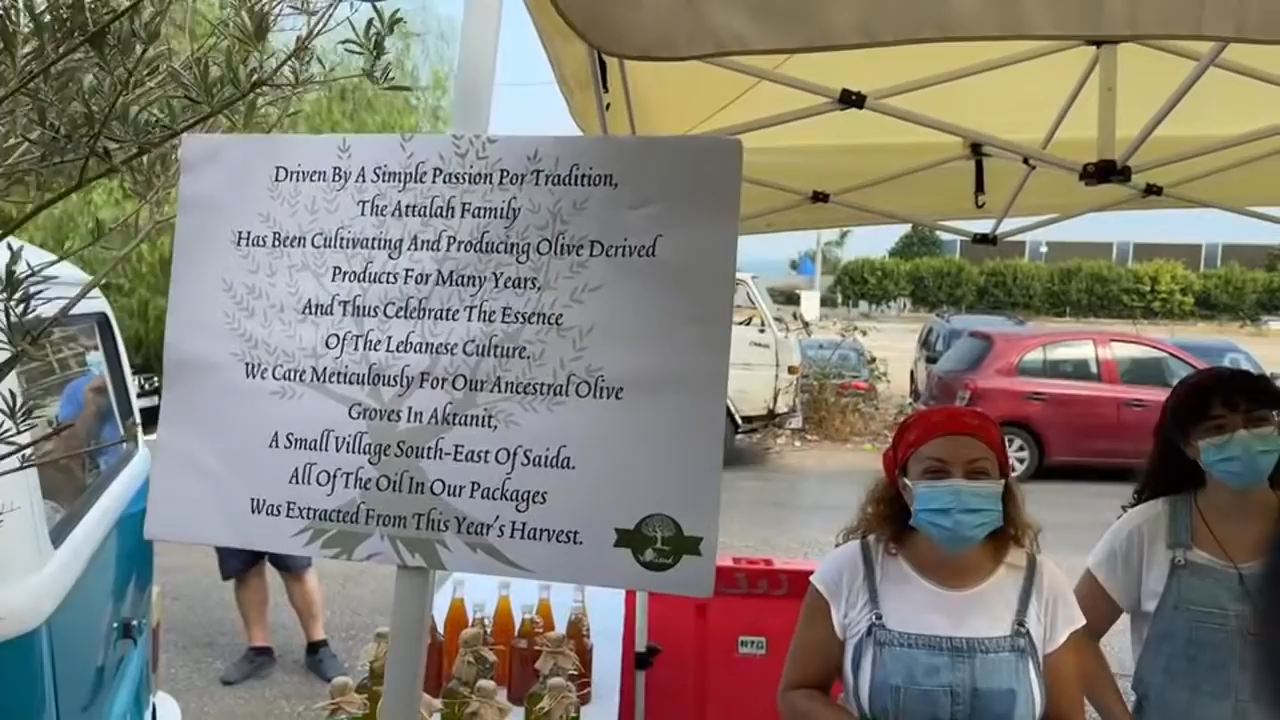 Driven By A Simple Passion Por Tradition,
The Attalah Family
Has Been Cultivating And Producing Olive Derived
Products For Many Years,
And Thus Celebrate The Essence
Of The Lebanese Culture.
We Care Meticulously For Our Ancestral Olive
Groves In Aktanit,
A Small Village South-East Of Saida.
All Of The Oil In Our Packages
Was Extracted From This Year's Harvest.